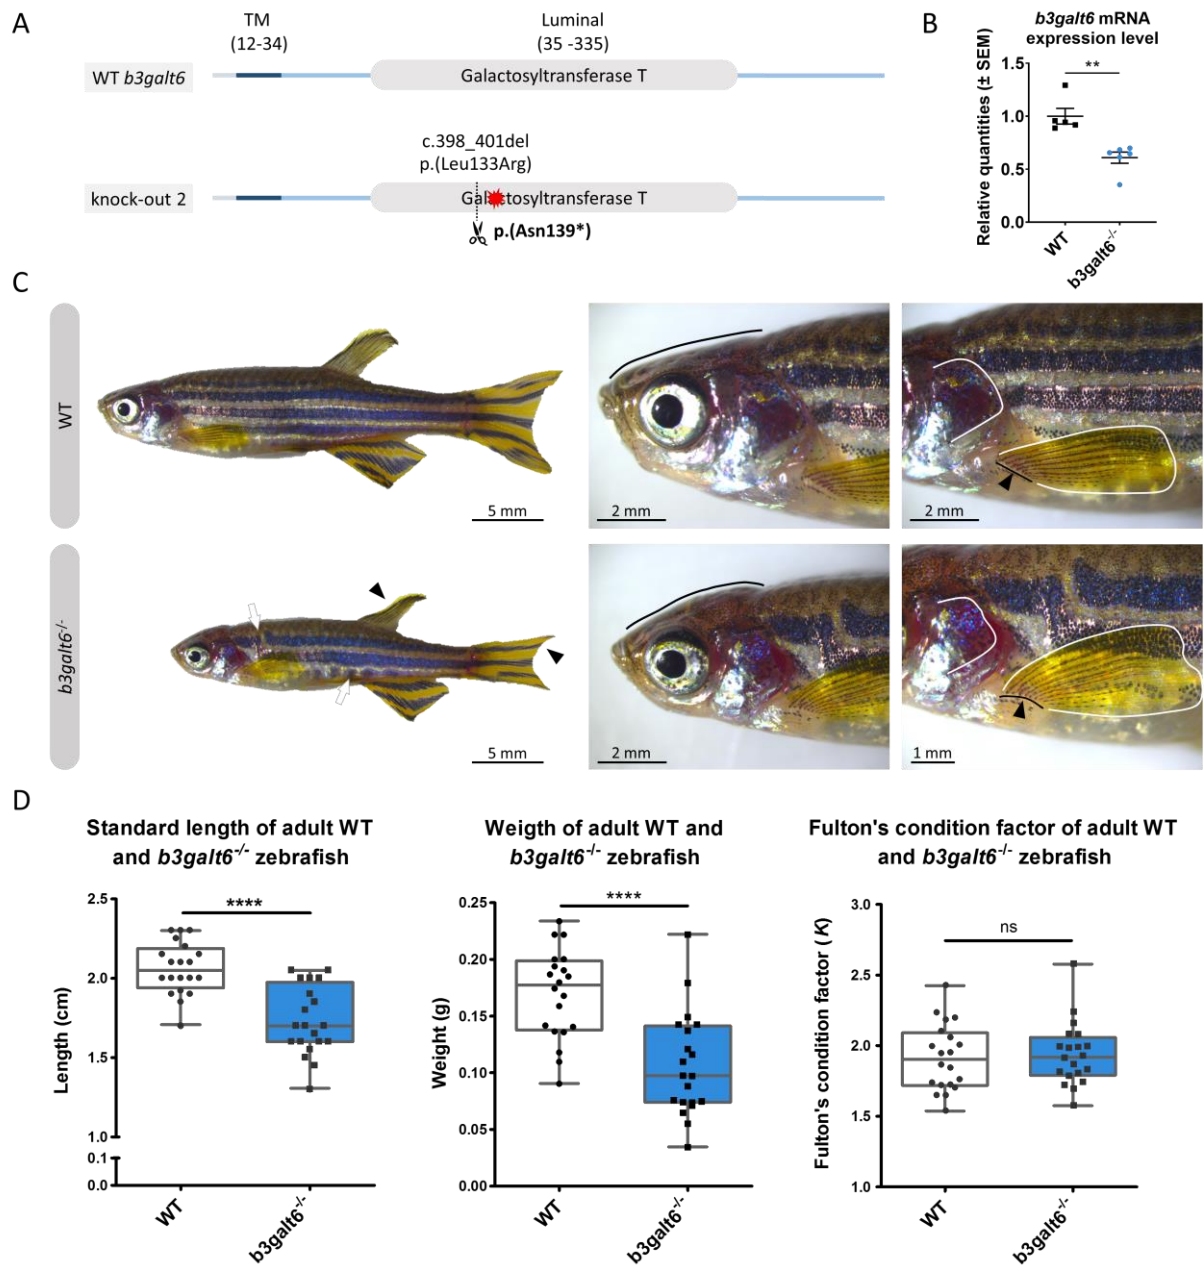 A
TM
(12-34)
Luminal
(35 -335)
WT b3galt6
Galactosyltransferase T
c.398_401del
p.(Leu133Arg)
knock-out 2
Galactosyltransferase T
p.(Asn139*)
B
b3galt6 mRNA
expression level
Relative quantities (± SEM)
1.5
1.0
0.5
0.0
**
WT
b3galt6-/-
C
WT
5 mm
2 mm
2 mm
b3galt6-/-
5 mm
2 mm
1 mm
D
Standard length of adult WT
and b3galt6-/- zebrafish
Length (cm)
2.5
2.0
1.5
1.0
0.1
0.0
****
WT
b3galt6-/-
Weigth of adult WT and
b3galt6-/- zebrafish
Weight (g)
0.25
0.20
0.15
0.10
0.05
0.00
****
WT
b3galt6-/-
Fulton's condition factor of adult WT
and b3galt6-/- zebrafish
Fulton's condition factor (K)
3.0
2.5
2.0
1.5
1.0
ns
WT
b3galt6-/-